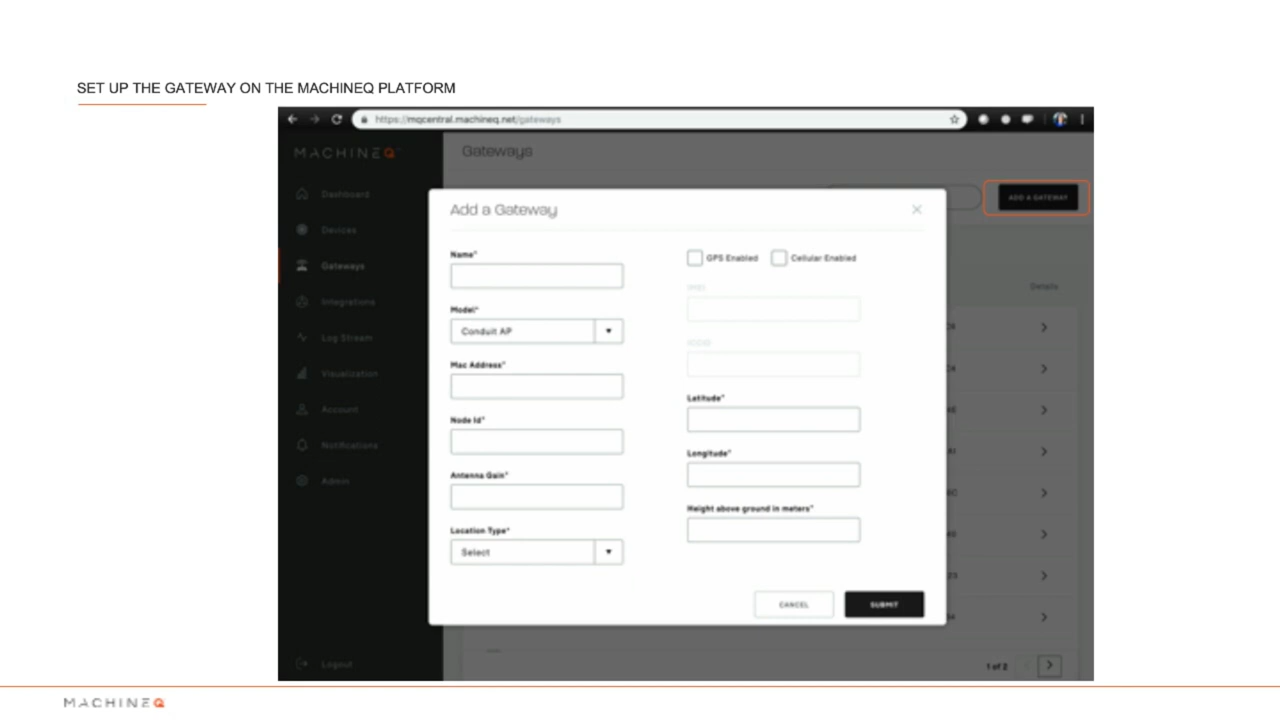 SET UP THE GATEWAY ON THE MACHINEQ PLATFORM
https://mqcentral.machineq.net/gateways
MACHINEQ
Gateways
Dashboard
Devices
Gateways
Integrations
Log Stream
Visualization
Account
Notifications
Admin
Logout
ADD A GATEWAY
Details
Add a Gateway
Name*
Model*
Conduit AP
Mac Address*
Node Id*
Antenna Gain*
Location Type*
Select
GPS Enabled
Cellular Enabled
Latitude*
Longitude*
Height above ground in meters*
CANCEL
SUBMIT
1 of 2
MACHINEQ